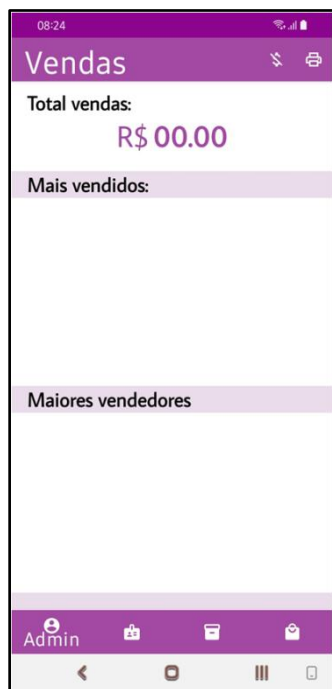 08:24
Vendas
Total vendas:
R$ 00.00
Mais vendidos:
Maiores vendedores
Admin